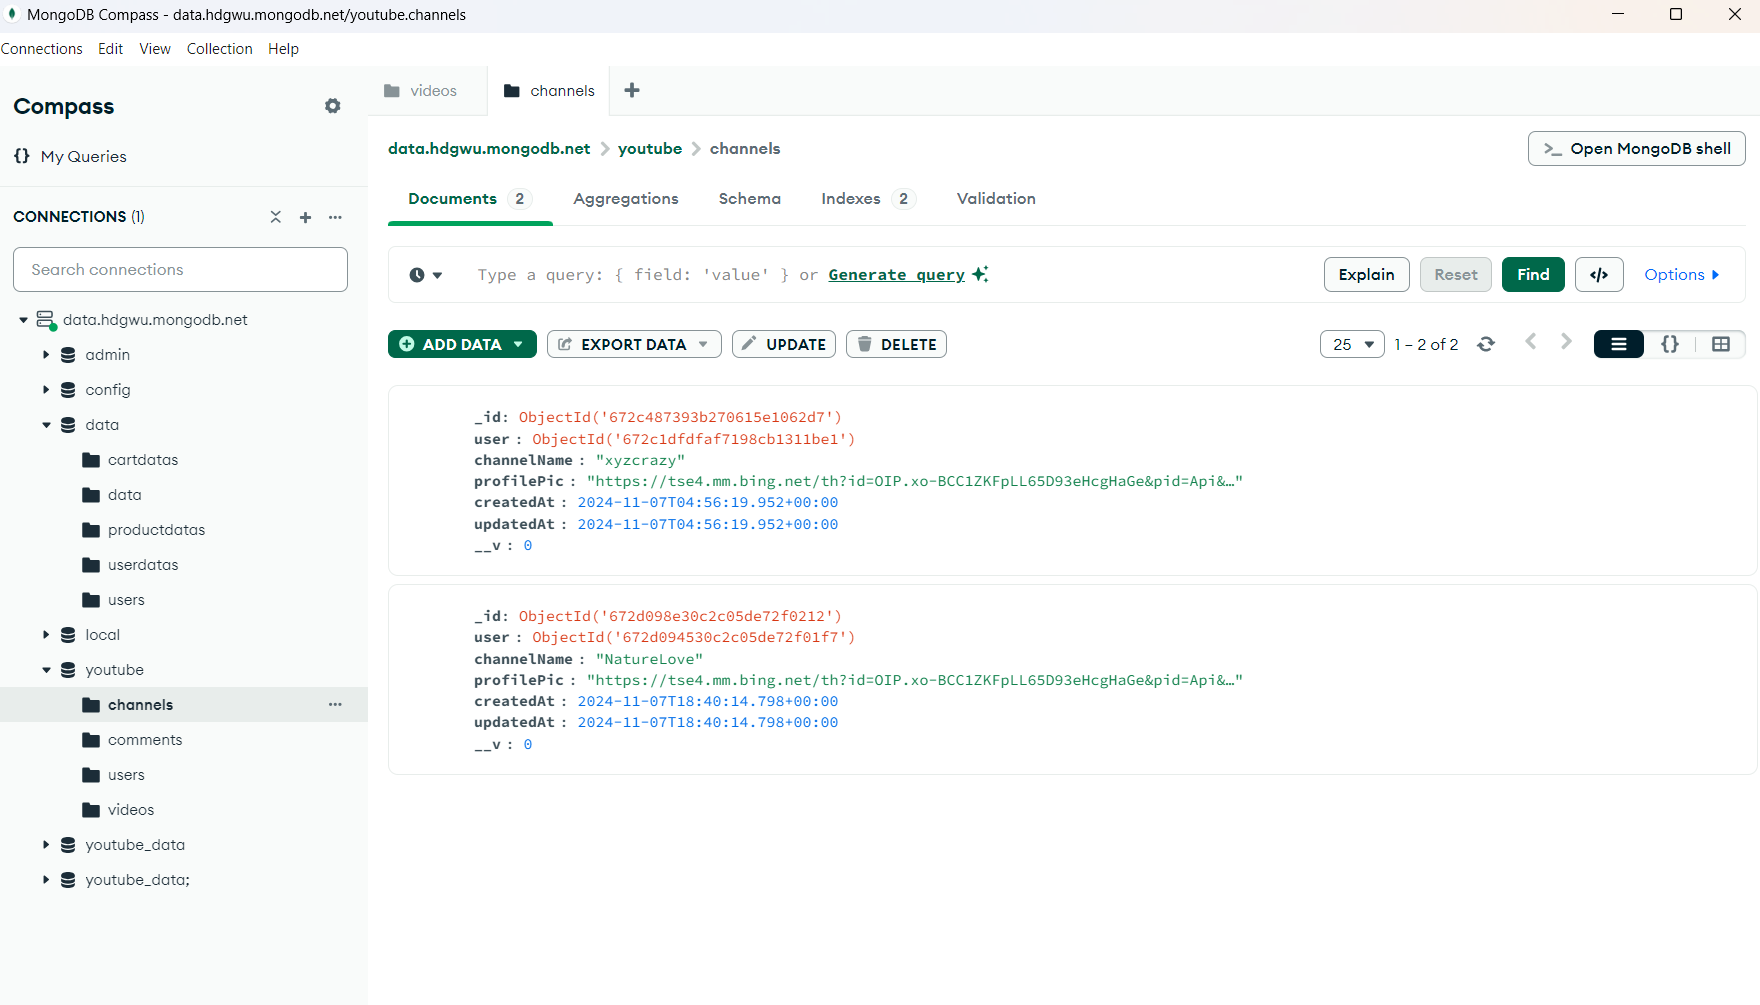 MongoDB Compass - data.hdgwu.mongodb.net/youtube.channels
Connections Edit View Collection Help
Compass
{} My Queries
CONNECTIONS (1)
Search connections
data.hdgwu.mongodb.net
admin
config
data
cartdatas
data
productdatas
userdatas
users
local
youtube
channels
comments
users
videos
youtube_data
youtube_data;
videos channels
data.hdgwu.mongodb.net > youtube > channels
>_ Open MongoDB shell
Documents 2 Aggregations Schema Indexes 2 Validation
Type a query: { field: 'value' } or Generate query Explain Reset Find </> Options
ADD DATA EXPORT DATA UPDATE DELETE 25 1 – 2 of 2 {}
_id: ObjectId('672c487393b270615e1062d7')
user : ObjectId('672c1dfdfaf7198cb1311be1')
channelName : "xyzcrazy"
profilePic : "https://tse4.mm.bing.net/th?id=OIP.xo-BCC1ZKFpLL65D93eHcgHaGe&pid=Api&…"
createdAt : 2024-11-07T04:56:19.952+00:00
updatedAt : 2024-11-07T04:56:19.952+00:00
__v : 0
_id: ObjectId('672d098e30c2c05de72f0212')
user : ObjectId('672d094530c2c05de72f01f7')
channelName : "NatureLove"
profilePic : "https://tse4.mm.bing.net/th?id=OIP.xo-BCC1ZKFpLL65D93eHcgHaGe&pid=Api&…"
createdAt : 2024-11-07T18:40:14.798+00:00
updatedAt : 2024-11-07T18:40:14.798+00:00
__v : 0